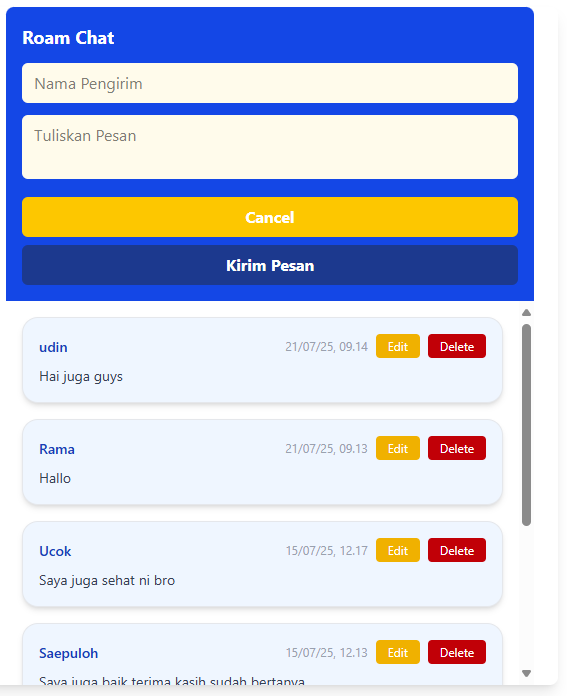 Roam Chat
Nama Pengirim
Tuliskan Pesan
Cancel
Kirim Pesan
udin 21/07/25, 09.14 Edit Delete
Hai juga guys
Rama 21/07/25, 09.13 Edit Delete
Hallo
Ucok 15/07/25, 12.17 Edit Delete
Saya juga sehat ni bro
Saepuloh 15/07/25, 12.13 Edit Delete
Saya juga baik terima kasih sudah bertanya